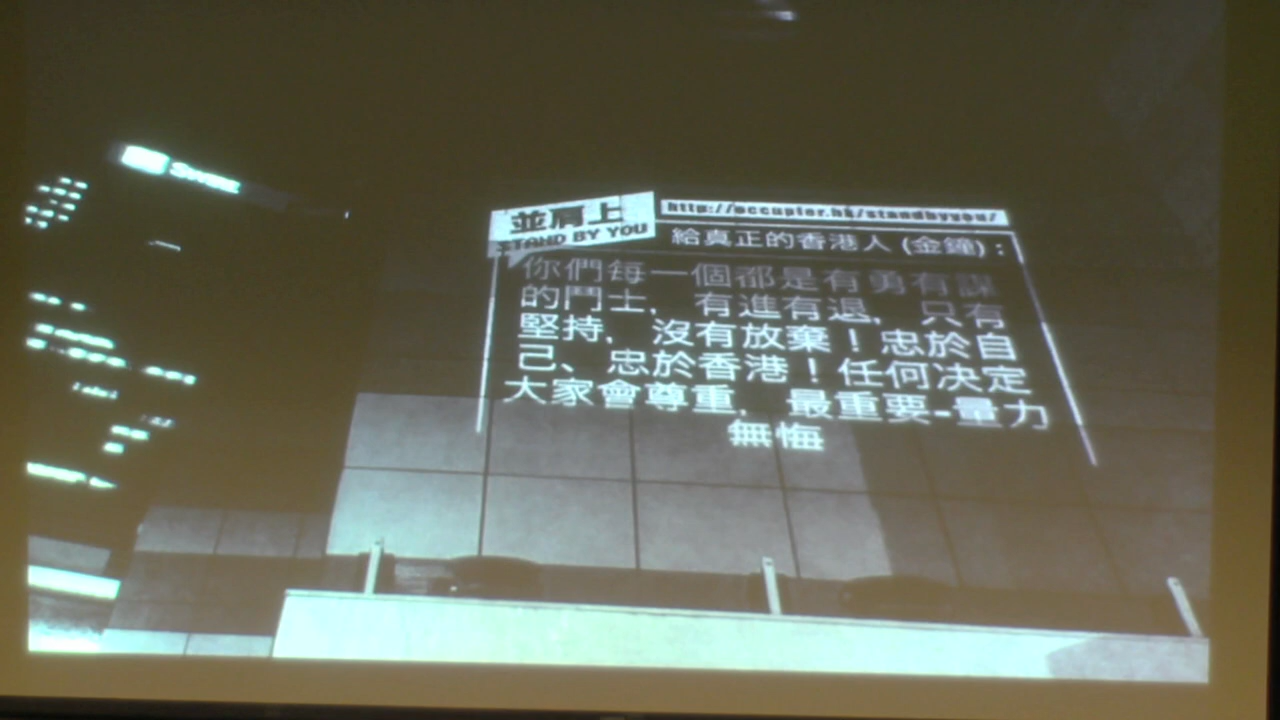 並肩上
STAND BY YOU
http://occupier.hk/standbyyou/
給真正的香港人 (金鐘) :
你們每一個都是有勇有謀
的鬥士，有進有退，只有
堅持，沒有放棄！忠於自
己、忠於香港！任何決定
大家會尊重，最重要-量力
無悔